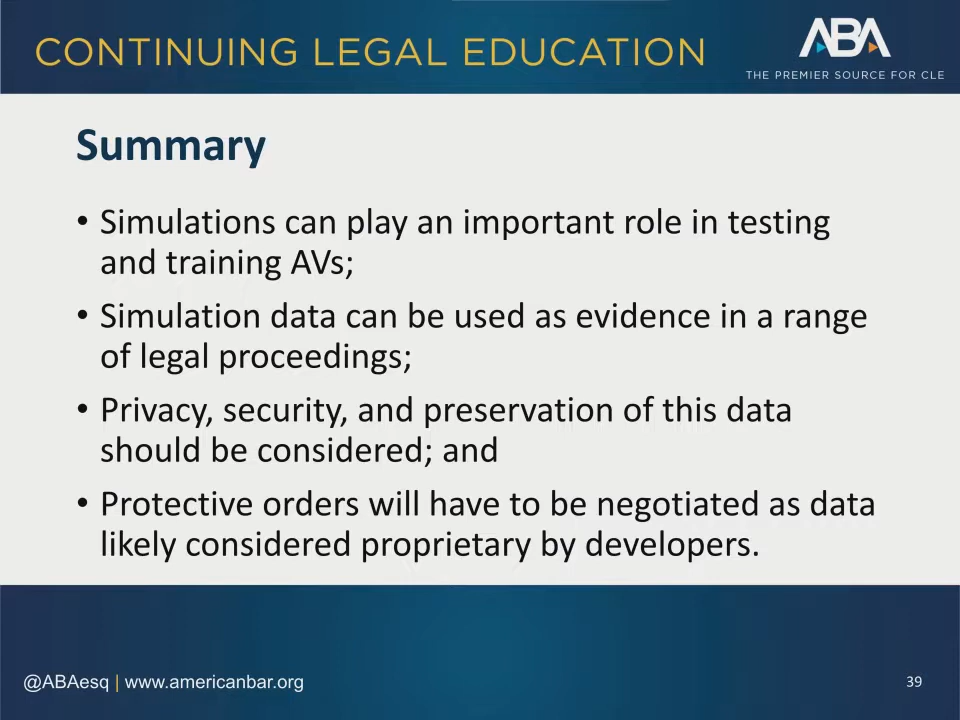 CONTINUING LEGAL EDUCATION
ABA
THE PREMIER SOURCE FOR CLE
Summary
• Simulations can play an important role in testing
and training AVs;
• Simulation data can be used as evidence in a range
of legal proceedings;
• Privacy, security, and preservation of this data
should be considered; and
• Protective orders will have to be negotiated as data
likely considered proprietary by developers.
@ABAesq | www.americanbar.org
39